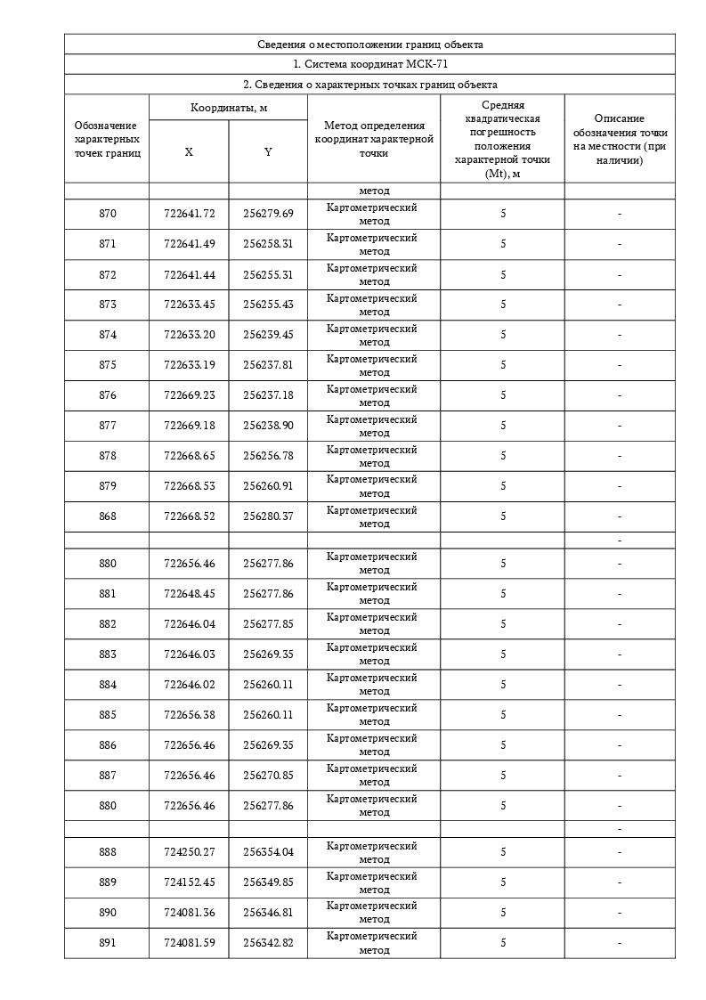 Сведения о местоположении границ объекта
1. Система координат МСК-71
2. Сведения о характерных точках границ объекта
Обозначение характерных точек границ
Координаты, м
X
Y
Метод определения координат характерной точки
Средняя квадратическая погрешность положения характерной точки (Mt), м
Описание обозначения точки на местности (при наличии)
метод
870 722641.72 256279.69 Картометрический метод 5 -
871 722641.49 256258.31 Картометрический метод 5 -
872 722641.44 256255.31 Картометрический метод 5 -
873 722633.45 256255.43 Картометрический метод 5 -
874 722633.20 256239.45 Картометрический метод 5 -
875 722633.19 256237.81 Картометрический метод 5 -
876 722669.23 256237.18 Картометрический метод 5 -
877 722669.18 256238.90 Картометрический метод 5 -
878 722668.65 256256.78 Картометрический метод 5 -
879 722668.53 256260.91 Картометрический метод 5 -
868 722668.52 256280.37 Картометрический метод 5 -
-
880 722656.46 256277.86 Картометрический метод 5 -
881 722648.45 256277.86 Картометрический метод 5 -
882 722646.04 256277.85 Картометрический метод 5 -
883 722646.03 256269.35 Картометрический метод 5 -
884 722646.02 256260.11 Картометрический метод 5 -
885 722656.38 256260.11 Картометрический метод 5 -
886 722656.46 256269.35 Картометрический метод 5 -
887 722656.46 256270.85 Картометрический метод 5 -
880 722656.46 256277.86 Картометрический метод 5 -
-
888 724250.27 256354.04 Картометрический метод 5 -
889 724152.45 256349.85 Картометрический метод 5 -
890 724081.36 256346.81 Картометрический метод 5 -
891 724081.59 256342.82 Картометрический метод 5 -